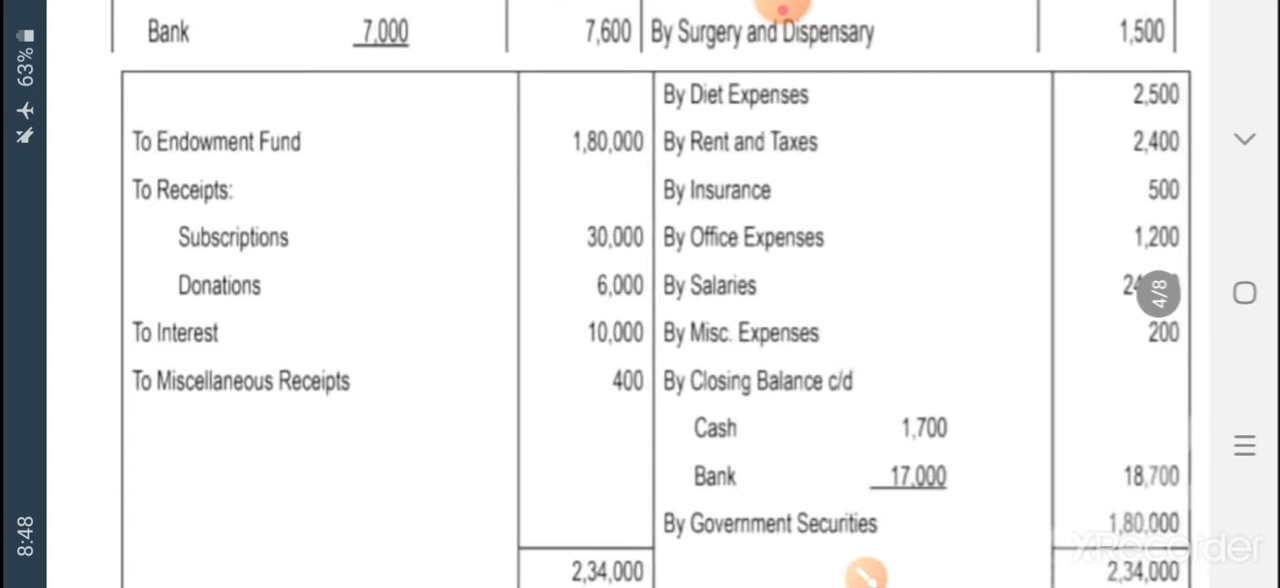 Bank 7,000 7,600 By Surgery and Dispensary 1,500
By Diet Expenses 2,500
To Endowment Fund 1,80,000 By Rent and Taxes 2,400
To Receipts: By Insurance 500
Subscriptions 30,000 By Office Expenses 1,200
Donations 6,000 By Salaries
To Interest 10,000 By Misc. Expenses 200
To Miscellaneous Receipts 400 By Closing Balance c/d
Cash 1,700
Bank 17,000 18,700
By Government Securities 1,80,000
2,34,000 2,34,000
63%
8:48
4/8
XRecorder